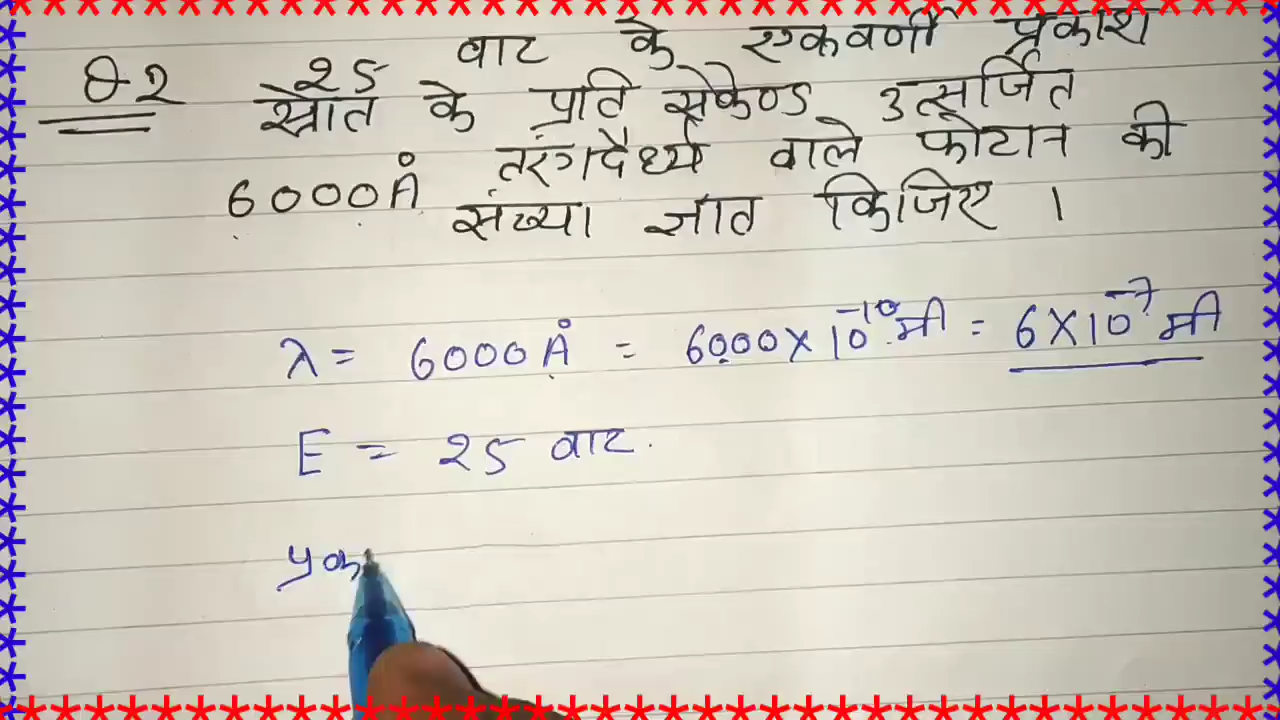 Q2 25 वाट के एकवर्णी प्रकाश
स्रोत के प्रति सैकेण्ड उत्सर्जित
6000Å तरंगदैर्ध्य वाले फोटान की
संख्या ज्ञात किजिए ।
λ = 6000Å = 6000×10⁻¹⁰ मी = 6×10⁻⁷ मी
E = 25 वाट.